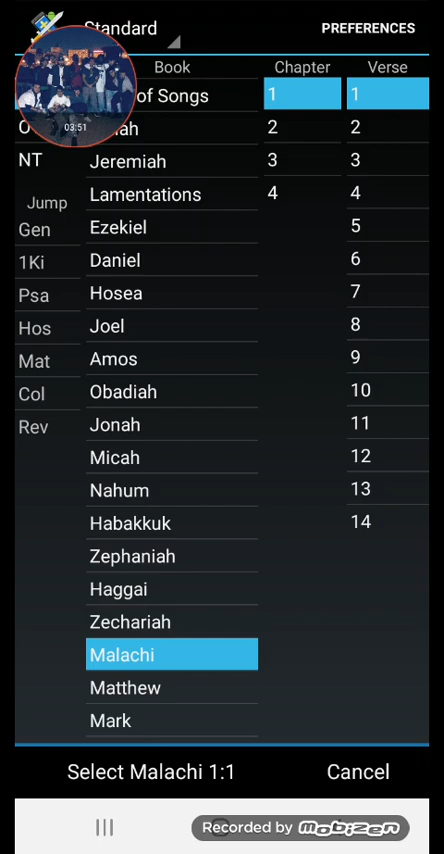 Standard PREFERENCES
Book Chapter Verse
of Songs 1 1
2 2
NT Jeremiah 3 3
Lamentations 4 4
Jump
Gen Ezekiel 5
1Ki Daniel 6
Psa Hosea 7
Hos Joel 8
Mat Amos 9
Col Obadiah 10
Rev Jonah 11
Micah 12
Nahum 13
Habakkuk 14
Zephaniah
Haggai
Zechariah
Malachi
Matthew
Mark
03:51
Select Malachi 1:1 Cancel
Recorded by Mobizen